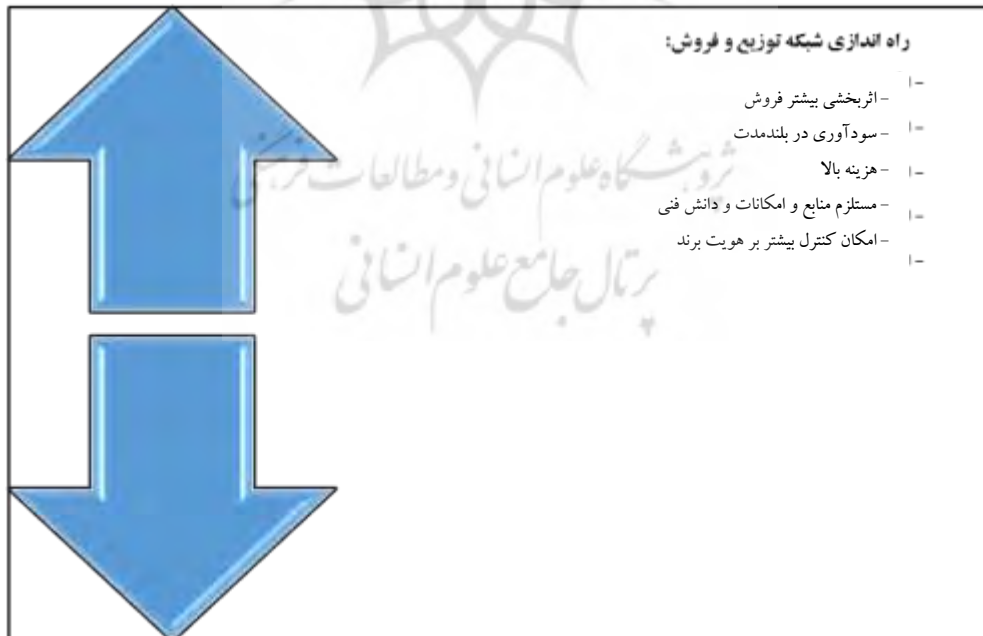 راه اندازی شبکه توزیع و فروش:
- اثربخشی بیشتر فروش
- سودآوری در بلندمدت
- هزینه بالا
- مستلزم منابع و امکانات و دانش فنی
- امکان کنترل بیشتر بر هویت برند
پژوهشگاه علوم انسانی و مطالعات فرهنگی
پرتال جامع علوم انسانی